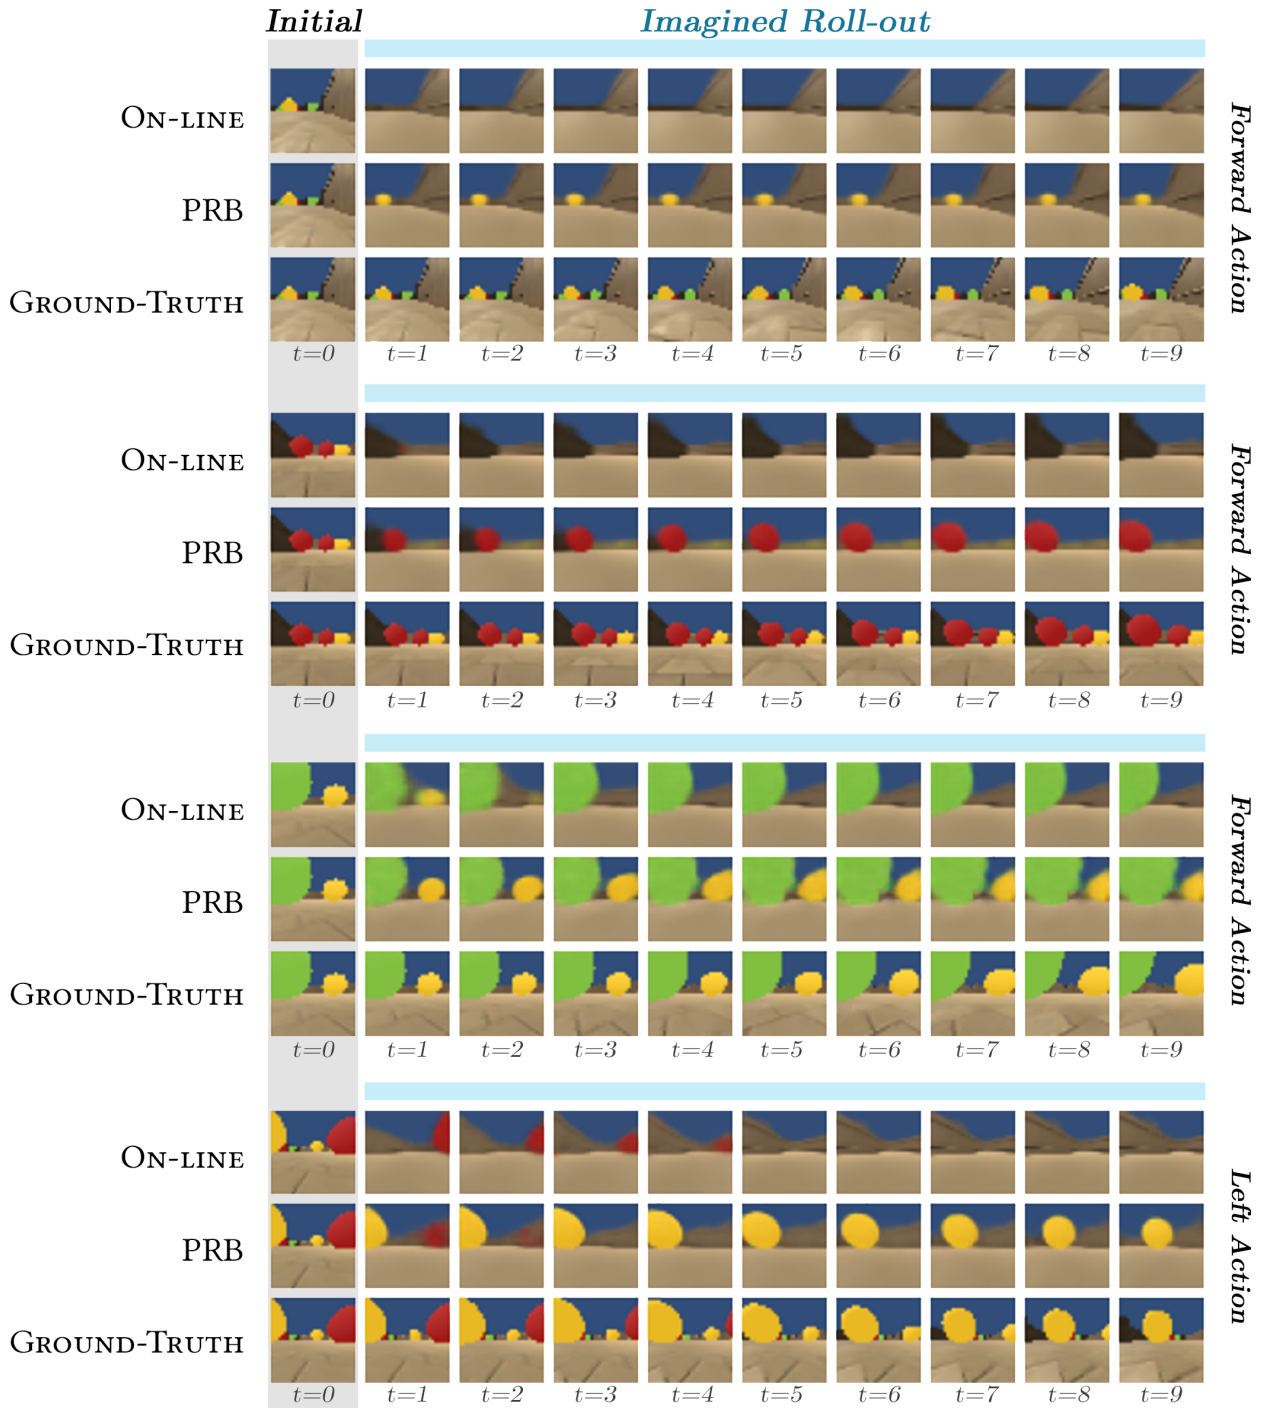 Initial Imagined Roll-out
On-line
PRB
Ground-Truth
Forward Action
t=0 t=1 t=2 t=3 t=4 t=5 t=6 t=7 t=8 t=9
On-line
PRB
Ground-Truth
Forward Action
t=0 t=1 t=2 t=3 t=4 t=5 t=6 t=7 t=8 t=9
On-line
PRB
Ground-Truth
Forward Action
t=0 t=1 t=2 t=3 t=4 t=5 t=6 t=7 t=8 t=9
On-line
PRB
Ground-Truth
Left Action
t=0 t=1 t=2 t=3 t=4 t=5 t=6 t=7 t=8 t=9